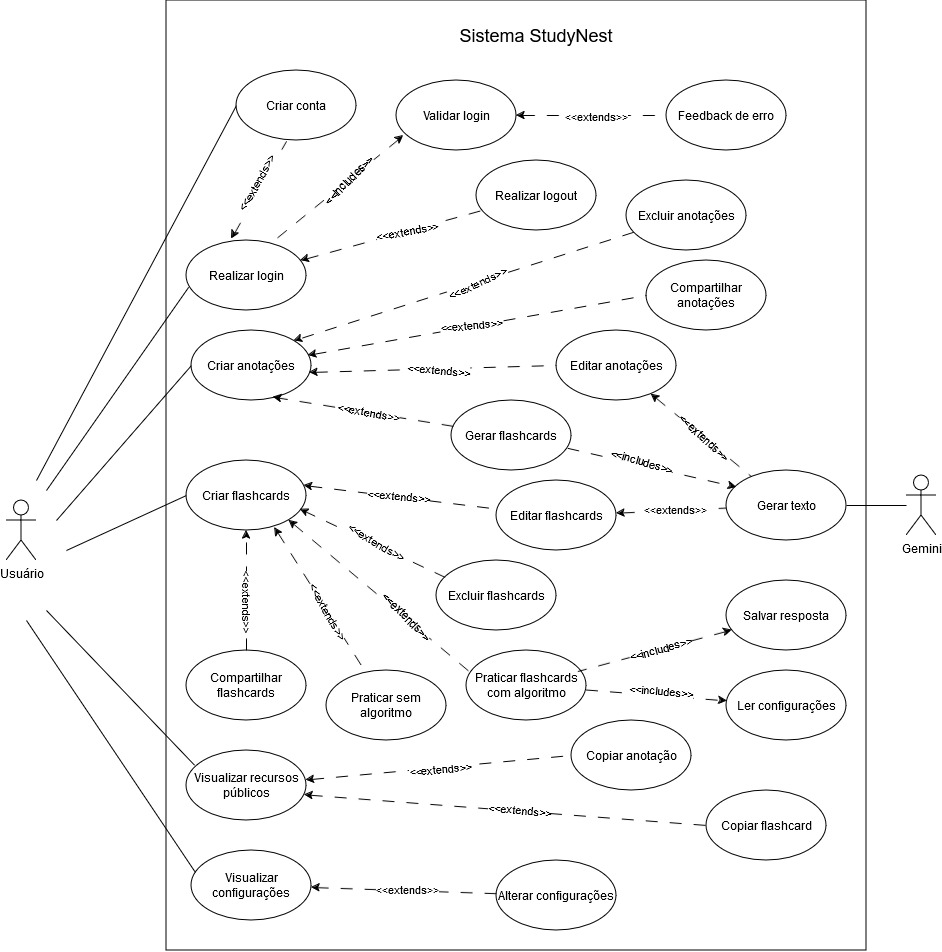 Sistema StudyNest
Criar conta
Validar login
<<extends>>
Feedback de erro
<<extends>>
<<includes>>
Realizar logout
Excluir anotações
<<extends>>
Realizar login
<<extends>>
Compartilhar
anotações
<<extends>>
Criar anotações
<<extends>>
Editar anotações
<<extends>>
Gerar flashcards
<<extends>>
<<includes>>
Criar flashcards
<<extends>>
Editar flashcards
<<extends>>
Gerar texto
Gemini
Usuário
<<extends>>
Excluir flashcards
<<extends>>
<<extends>>
<<extends>>
Salvar resposta
<<includes>>
Compartilhar
flashcards
Praticar sem
algoritmo
Praticar flashcards
com algoritmo
<<includes>>
Ler configurações
Visualizar recursos
públicos
<<extends>>
Copiar anotação
<<extends>>
Copiar flashcard
Visualizar
configurações
<<extends>>
Alterar configurações